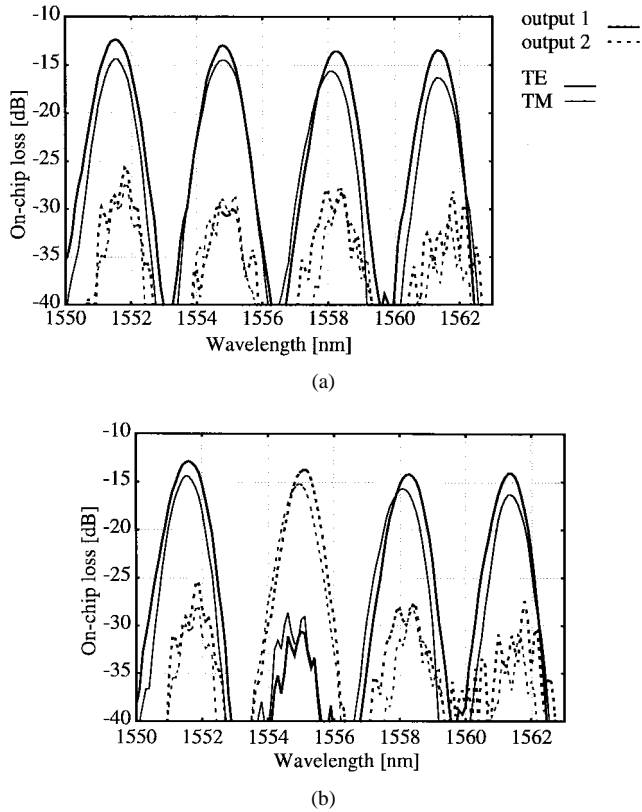 output 1
output 2
TE
TM
On-chip loss [dB]
-10
-15
-20
-25
-30
-35
-40
1550 1552 1554 1556 1558 1560 1562
Wavelength [nm]
(a)
On-chip loss [dB]
-10
-15
-20
-25
-30
-35
-40
1550 1552 1554 1556 1558 1560 1562
Wavelength [nm]
(b)